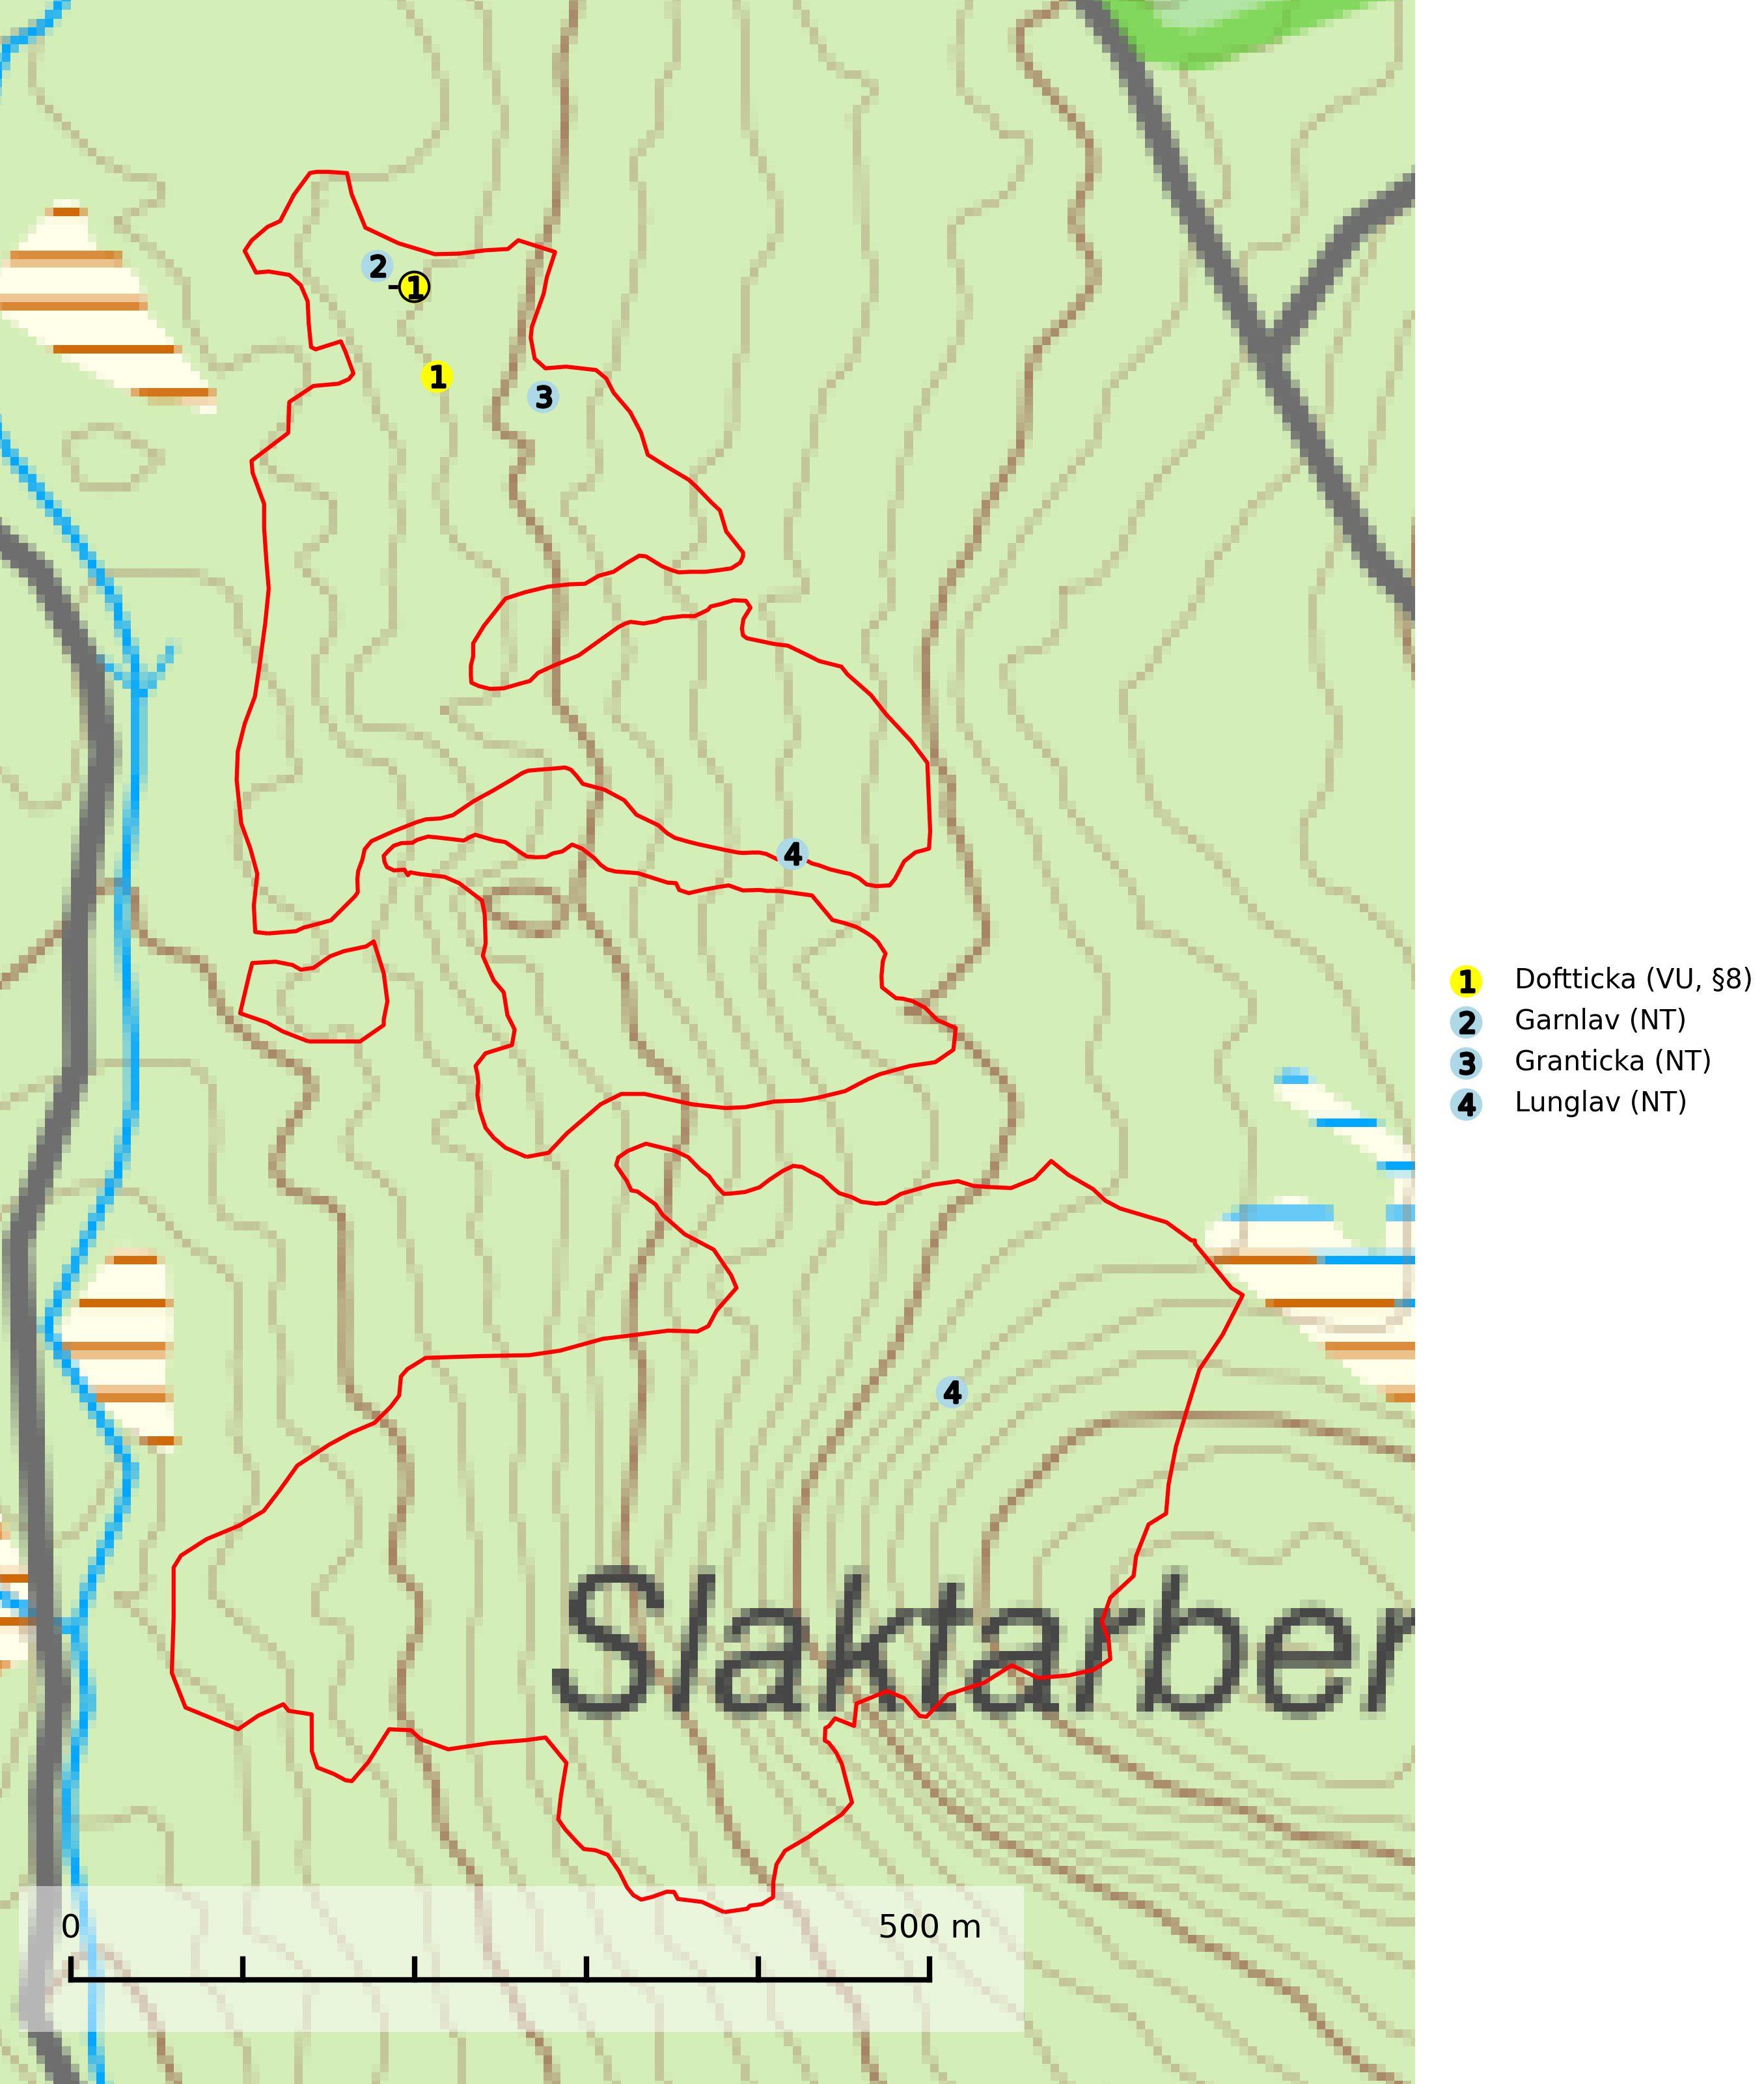 2
1
1
3
4
4
Slaktarber
0 500 m
1 Doftticka (VU, §8)
2 Garnlav (NT)
3 Granticka (NT)
4 Lunglav (NT)